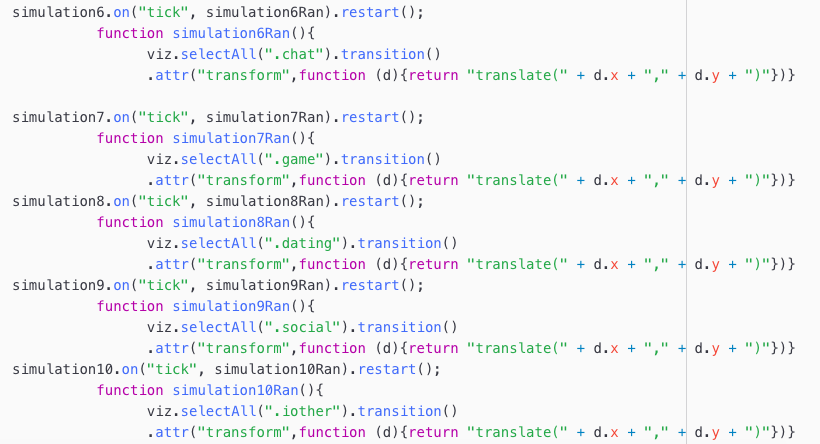 simulation6.on("tick", simulation6Ran).restart();
function simulation6Ran(){
viz.selectAll(".chat").transition()
.attr("transform",function (d){return "translate(" + d.x + "," + d.y + ")"})}
simulation7.on("tick", simulation7Ran).restart();
function simulation7Ran(){
viz.selectAll(".game").transition()
.attr("transform",function (d){return "translate(" + d.x + "," + d.y + ")"})}
simulation8.on("tick", simulation8Ran).restart();
function simulation8Ran(){
viz.selectAll(".dating").transition()
.attr("transform",function (d){return "translate(" + d.x + "," + d.y + ")"})}
simulation9.on("tick", simulation9Ran).restart();
function simulation9Ran(){
viz.selectAll(".social").transition()
.attr("transform",function (d){return "translate(" + d.x + "," + d.y + ")"})}
simulation10.on("tick", simulation10Ran).restart();
function simulation10Ran(){
viz.selectAll(".iother").transition()
.attr("transform",function (d){return "translate(" + d.x + "," + d.y + ")"})}